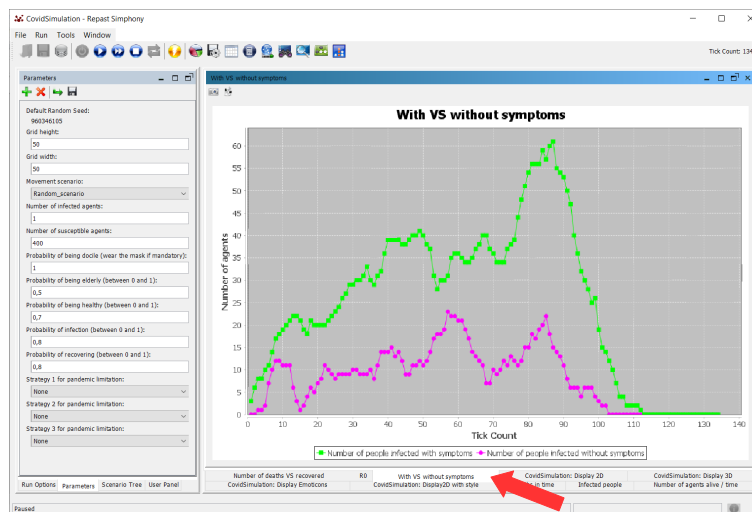 CovidSimulation - Repast Simphony
File Run Tools Window
Tick Count: 134
Parameters
Default Random Seed:
960346105
Grid height:
50
Grid width:
50
Movement scenario:
Random_scenario
Number of infected agents:
1
Number of susceptible agents:
400
Probability of being docile (wear the mask if mandatory):
1
Probability of being elderly (between 0 and 1):
0,5
Probability of being healthy (between 0 and 1):
0,7
Probability of infection (between 0 and 1):
0,8
Probability of recovering (between 0 and 1):
0,8
Strategy 1 for pandemic limitation:
None
Strategy 2 for pandemic limitation:
None
Strategy 3 for pandemic limitation:
None
Run Options Parameters Scenario Tree User Panel
With VS without symptoms
With VS without symptoms
Number of agents
60
55
50
45
40
35
30
25
20
15
10
5
0
0 10 20 30 40 50 60 70 80 90 100 110 120 130 140
Tick Count
Number of people infected with symptoms Number of people infected without symptoms
Number of deaths VS recovered R0 With VS without symptoms CovidSimulation: Display 2D CovidSimulation: Display 3D
CovidSimulation: Display Emoticons CovidSimulation: Display2D with style in time Infected people Number of agents alive / time
Paused